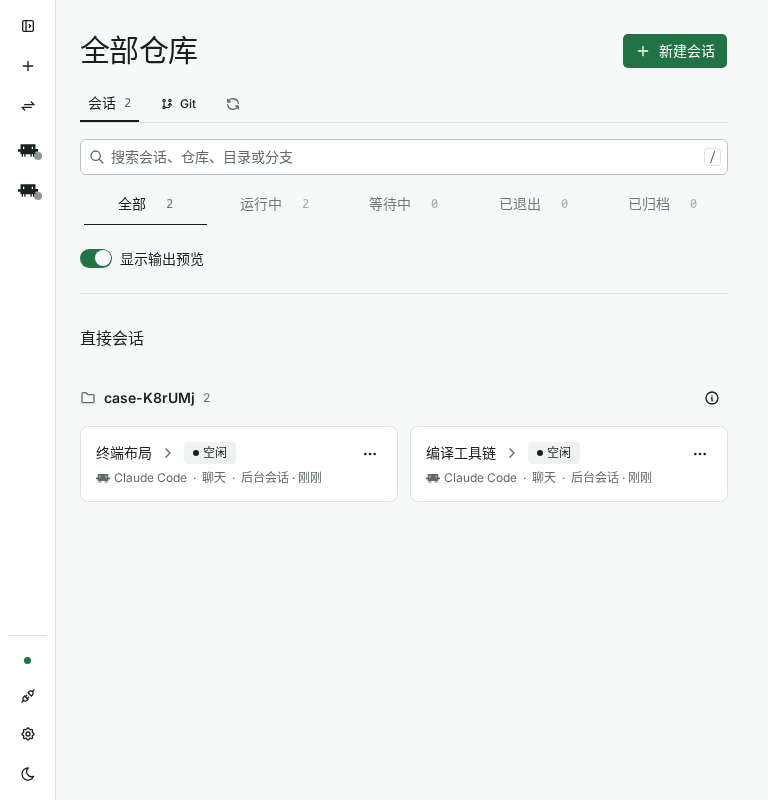 全部仓库
新建会话
会话 2 Git
搜索会话、仓库、目录或分支 /
全部 2 运行中 2 等待中 0 已退出 0 已归档 0
显示输出预览
直接会话
case-K8rUMj 2
终端布局 空闲
Claude Code · 聊天 · 后台会话 · 刚刚
编译工具链 空闲
Claude Code · 聊天 · 后台会话 · 刚刚